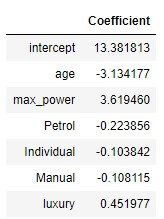 Coefficient
intercept 13.381813
age -3.134177
max_power 3.619460
Petrol -0.223856
Individual -0.103842
Manual -0.108115
luxury 0.451977